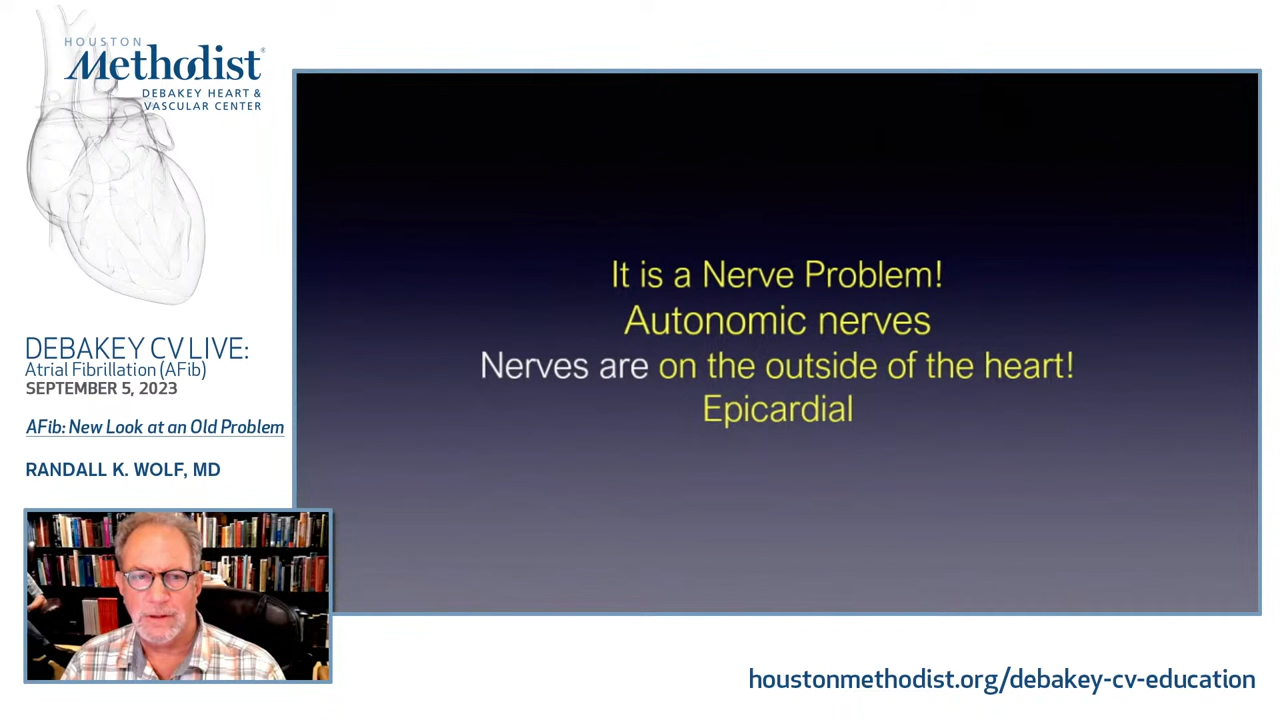 HOUSTON
Methodist®
DEBAKEY HEART &
VASCULAR CENTER
DEBAKEY CV LIVE:
Atrial Fibrillation (AFib)
SEPTEMBER 5, 2023
AFib: New Look at an Old Problem
RANDALL K. WOLF, MD
It is a Nerve Problem!
Autonomic nerves
Nerves are on the outside of the heart!
Epicardial
houstonmethodist.org/debakey-cv-education